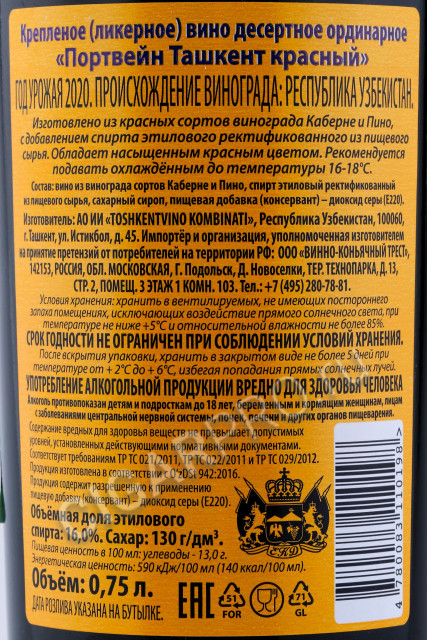 Крепленое (ликерное) вино десертное ординарное
«Портвейн Ташкент красный»
ГОД УРОЖАЯ 2020. ПРОИСХОЖДЕНИЕ ВИНОГРАДА: РЕСПУБЛИКА УЗБЕКИСТАН.
Изготовлено из красных сортов винограда Каберне и Пино,
с добавлением спирта этилового ректификованного из пищевого
сырья. Обладает насыщенным красным цветом. Рекомендуется
подавать охлаждённым до температуры 16-18°С.
Состав: вино из винограда сортов Каберне и Пино, спирт этиловый ректификованный
из пищевого сырья, сахарный сироп, пищевая добавка (консервант) – диоксид серы (Е220).
Изготовитель: АО ИИ «TOSHKENTVINO KOMBINATI», Республика Узбекистан, 100060,
г. Ташкент, ул. Истикбол, д. 45. Импортёр и организация, уполномоченная изготовителем
на принятие претензий от потребителей на территории РФ: ООО «ВИННО-КОНЬЯЧНЫЙ ТРЕСТ»,
142153, РОССИЯ, ОБЛ. МОСКОВСКАЯ, Г. Подольск, Д. Новоселки, ТЕР. ТЕХНОПАРКА, Д.13,
СТР. 2, ПОМЕЩ. 3 ЭТАЖ 1 КОМН. 103. Тел.: +7 (495) 280-78-81.
Условия хранения: хранить в вентилируемых, не имеющих постороннего
запаха помещениях, исключающих воздействие прямого солнечного света, при
температуре не ниже +5°С и относительной влажности не более 85%.
СРОК ГОДНОСТИ НЕ ОГРАНИЧЕН ПРИ СОБЛЮДЕНИИ УСЛОВИЙ ХРАНЕНИЯ.
После вскрытия упаковки, хранить в закрытом виде не более 5 дней при
температуре от + 2°С до + 6°С, избегая попадания прямых солнечных лучей.
УПОТРЕБЛЕНИЕ АЛКОГОЛЬНОЙ ПРОДУКЦИИ ВРЕДНО ДЛЯ ЗДОРОВЬЯ ЧЕЛОВЕКА
Алкоголь противопоказан детям и подросткам до 18 лет, беременным и кормящим женщинам, лицам
с заболеваниями центральной нервной системы, почек, печени и других органов пищеварения.
Содержание вредных для здоровья веществ не превышает допустимых
уровней, установленных действующими нормативными документами.
Соответствует требованиям ТР ТС 021/2011, ТР ТС 022/2011 и ТР ТС 029/2012.
Продукция изготовлена в соответствии с O'zDSt 942:2016.
Продукция содержит разрешённую к применению
пищевую добавку (консервант) – диоксид серы (Е220).
Объёмная доля этилового
спирта: 16,0%. Сахар: 130 г/дм³.
Пищевая ценность в 100 мл: углеводы - 13,0 г.
Энергетическая ценность: 590 кДж/100 мл (140 ккал/100 мл).
Объём: 0,75 л.
ДАТА РОЗЛИВА УКАЗАНА НА БУТЫЛКЕ.
ЕКД
EAC
51
FOR
71
GL
4 780083 110198 >
CIGARPRO.RU